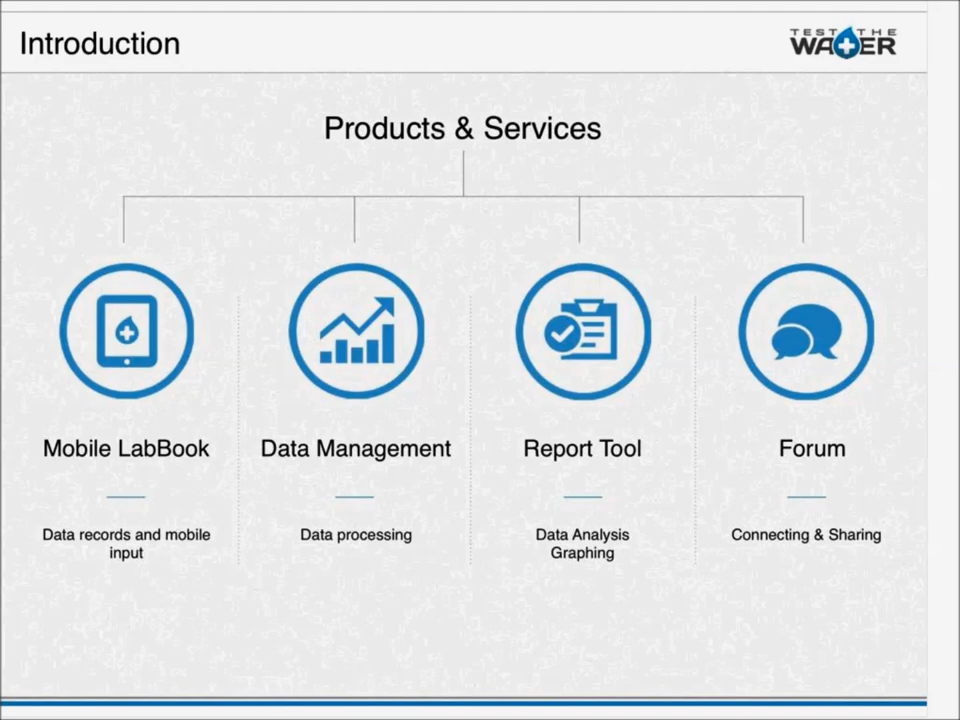 Introduction
TEST THE
WATER
Products & Services
Mobile LabBook
Data Management
Report Tool
Forum
Data records and mobile
input
Data processing
Data Analysis
Graphing
Connecting & Sharing